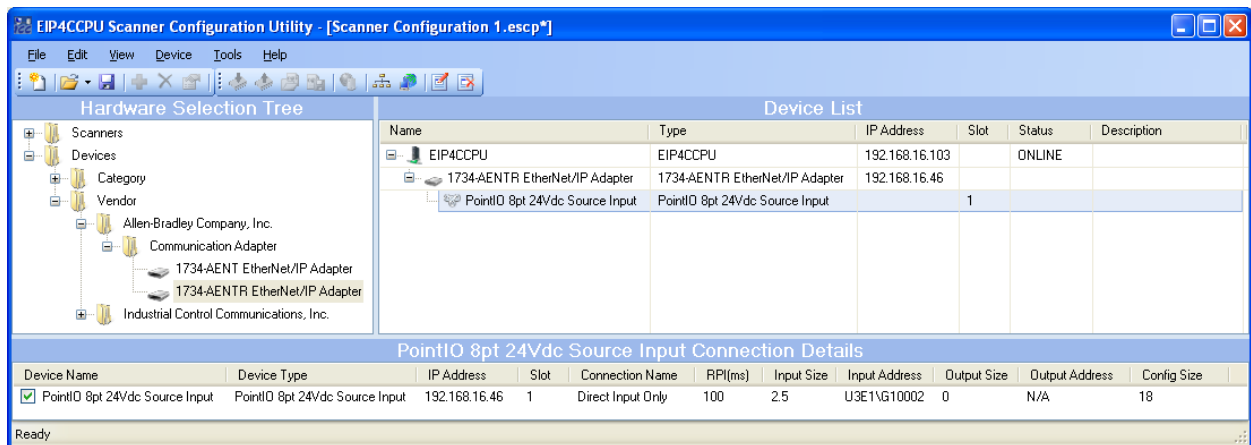 EIP4CCPU Scanner Configuration Utility - [Scanner Configuration 1.escp*]
File Edit View Device Tools Help
Hardware Selection Tree
Scanners
Devices
Category
Vendor
Allen-Bradley Company, Inc.
Communication Adapter
1734-AENT EtherNet/IP Adapter
1734-AENTR EtherNet/IP Adapter
Industrial Control Communications, Inc.
Device List
Name Type IP Address Slot Status Description
EIP4CCPU EIP4CCPU 192.168.16.103 ONLINE
1734-AENTR EtherNet/IP Adapter 1734-AENTR EtherNet/IP Adapter 192.168.16.46
PointIO 8pt 24Vdc Source Input PointIO 8pt 24Vdc Source Input 1
PointIO 8pt 24Vdc Source Input Connection Details
Device Name Device Type IP Address Slot Connection Name RPI(ms) Input Size Input Address Output Size Output Address Config Size
PointIO 8pt 24Vdc Source Input PointIO 8pt 24Vdc Source Input 192.168.16.46 1 Direct Input Only 100 2.5 U3E1\G10002 0 N/A 18
Ready